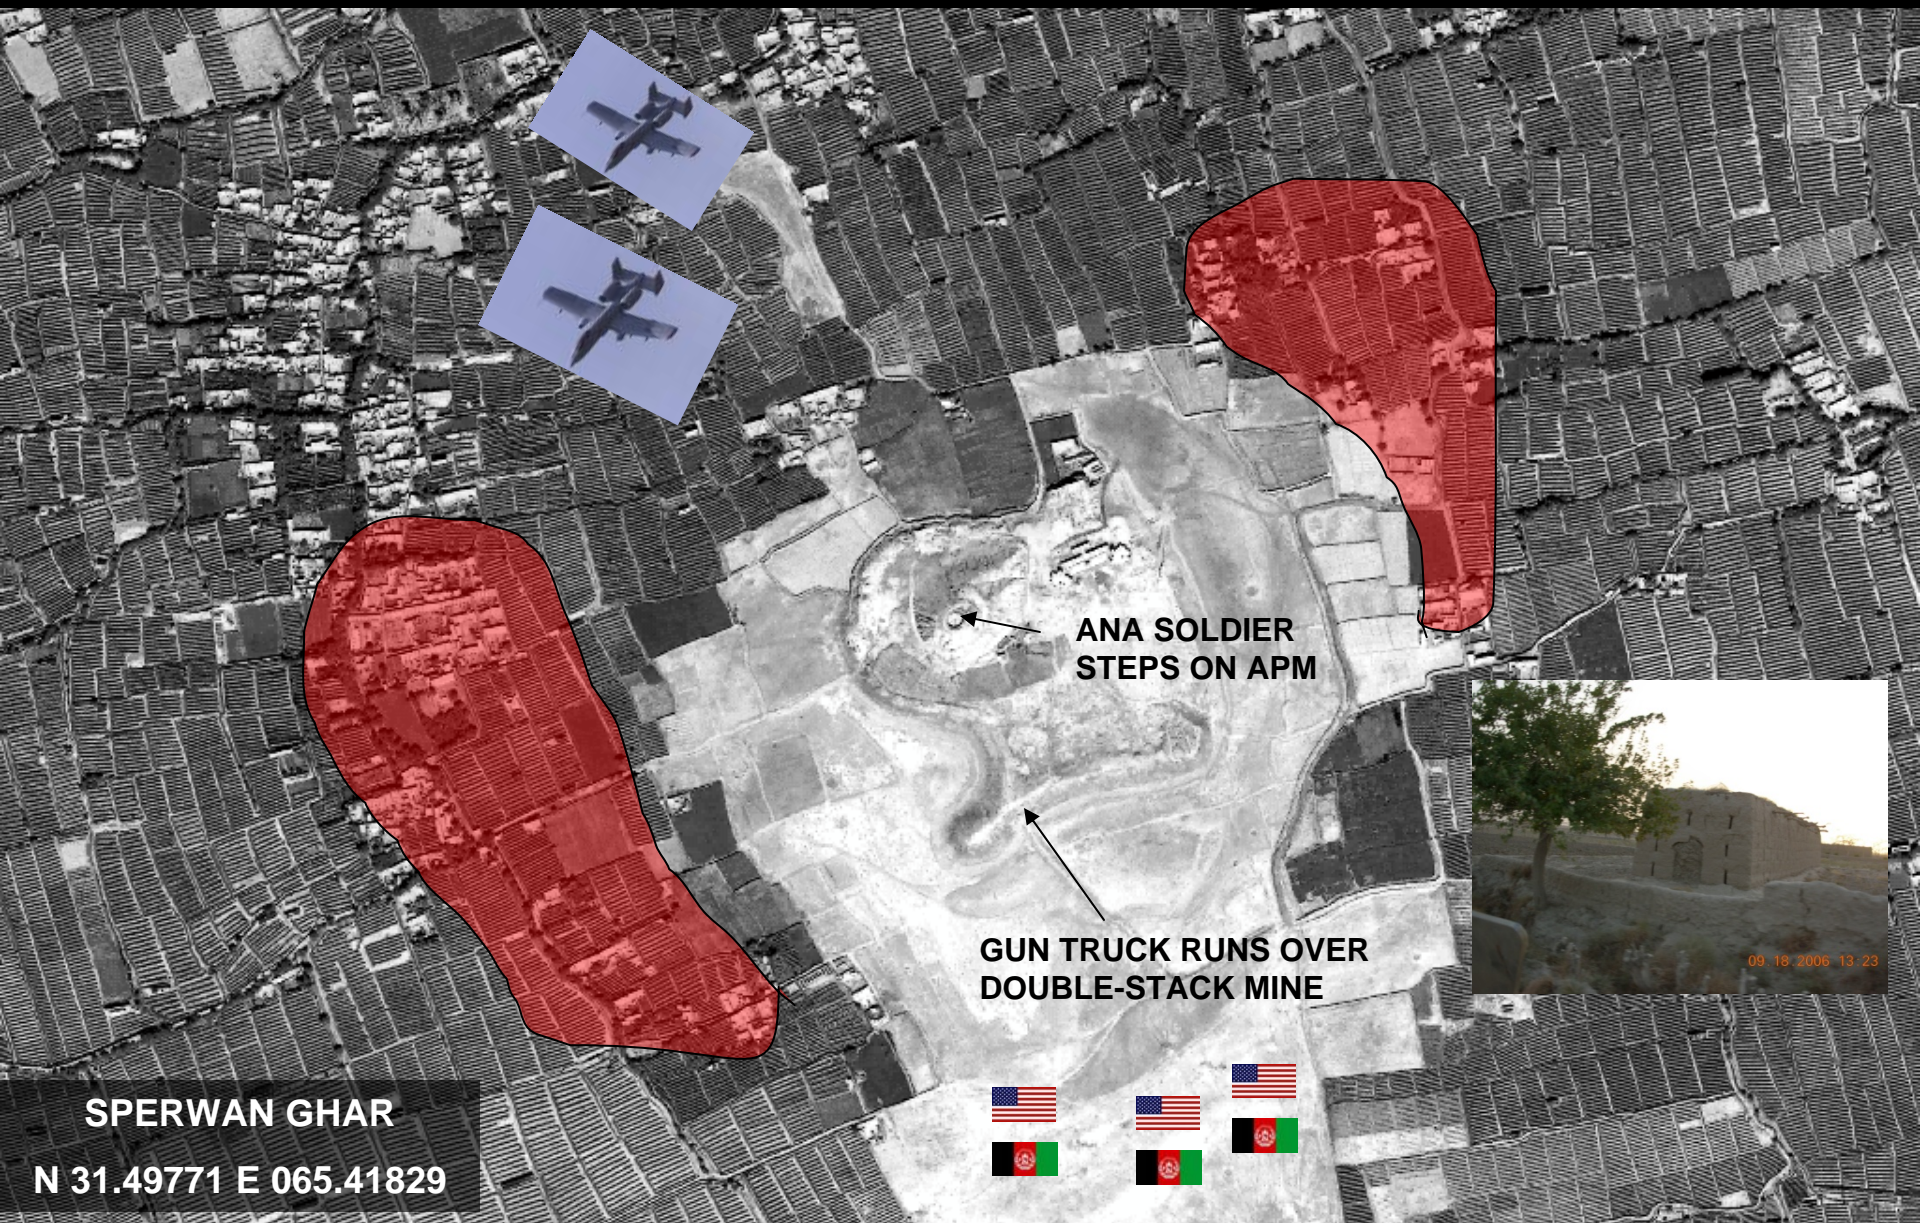 ANA SOLDIER
STEPS ON APM
09 18 2006 13 23
GUN TRUCK RUNS OVER
DOUBLE-STACK MINE
SPERWAN GHAR
N 31.49771 E 065.41829